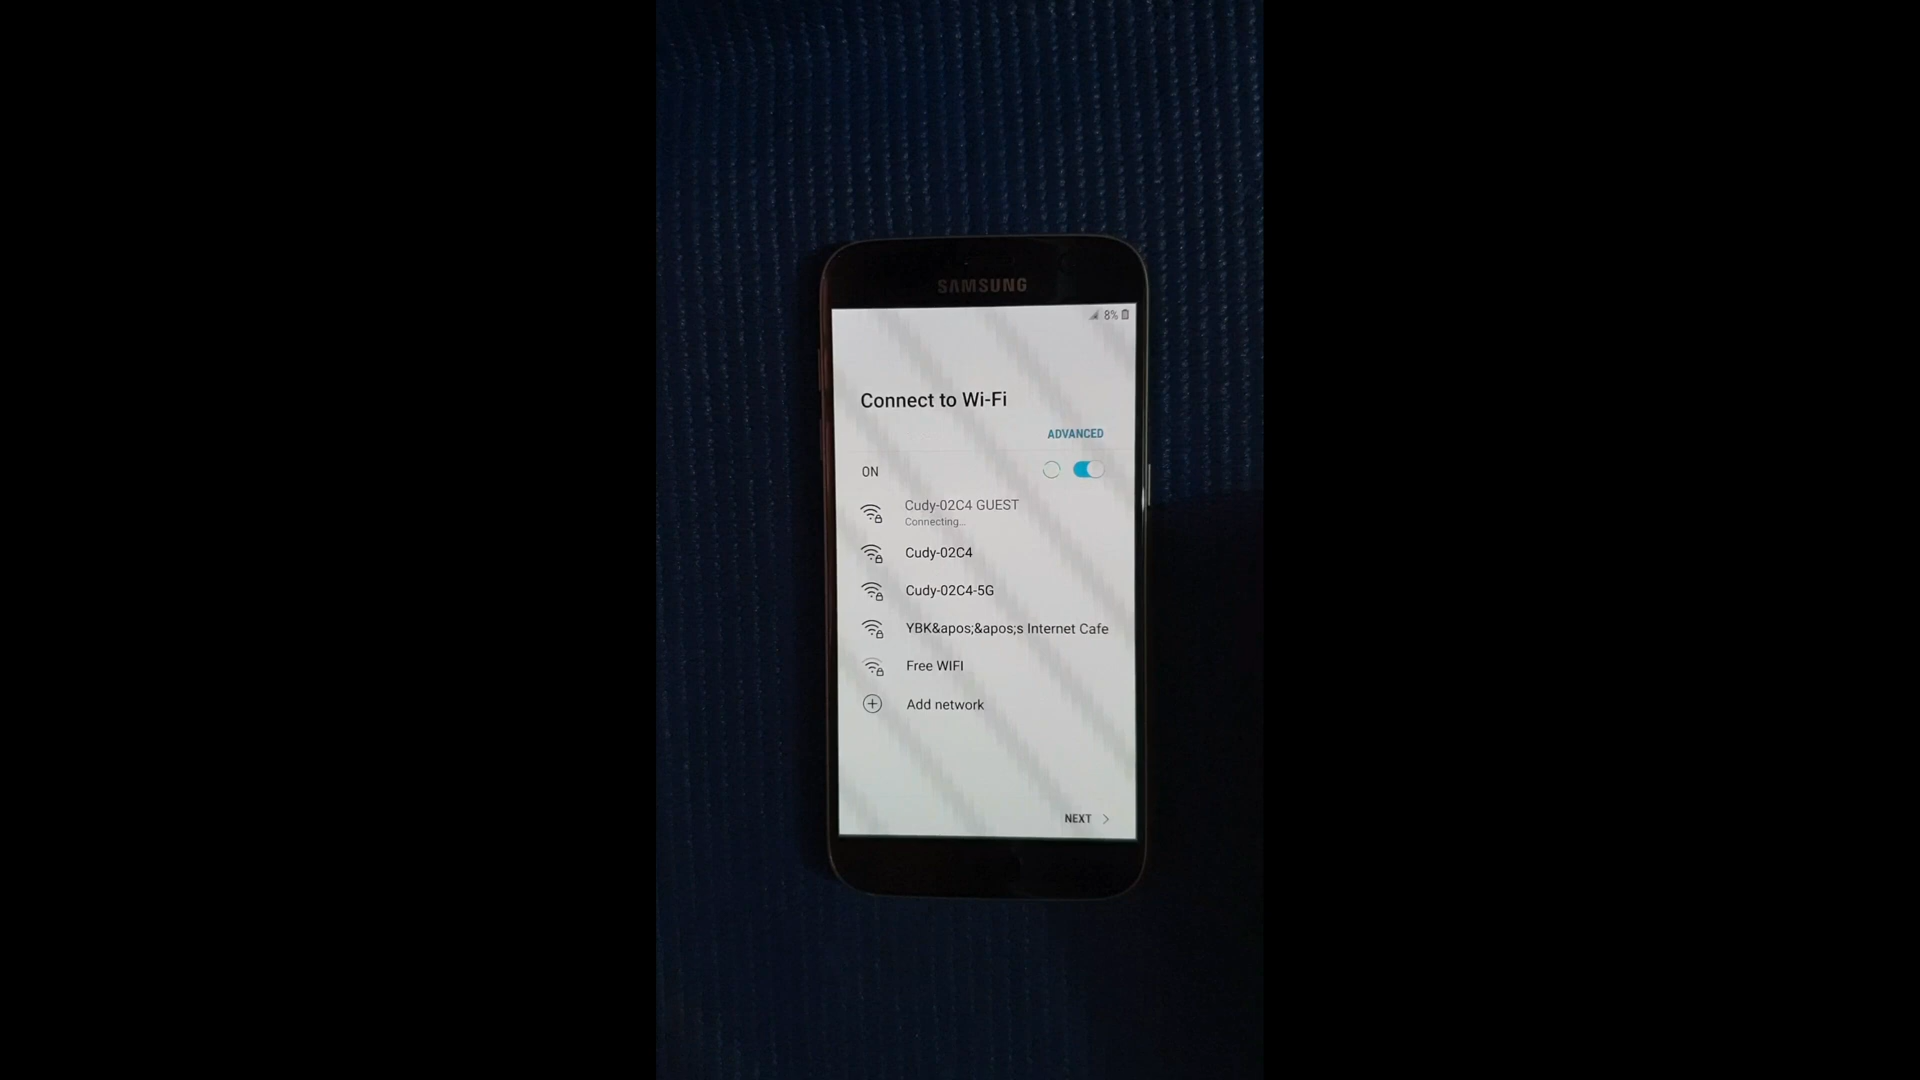 SAMSUNG
8%
Connect to Wi-Fi
ADVANCED
ON
Cudy-02C4 GUEST
Connecting...
Cudy-02C4
Cudy-02C4-5G
YBK&apos;&apos;s Internet Cafe
Free WIFI
Add network
NEXT